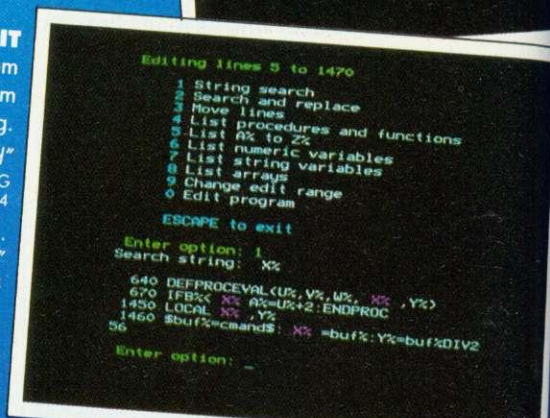 IT
m
m
g.
y"
G
4
.
"
Editing lines 5 to 1470
1 String search
2 Search and replace
3 Move lines
4 List procedures and functions
5 List A% to Z%
6 List numeric variables
7 List string variables
8 List arrays
9 Change edit range
0 Edit program
ESCAPE to exit
Enter option: 1
Search string: X%
640 DEFPROCEVAL(U%,V%,W%, X% ,Y%)
670 IFB%< X% A%=U%+2:ENDPROC
1450 LOCAL X% ,Y%
1460 $buf%=cmand$: X% =buf%:Y%=buf%DIV2
56
Enter option: _